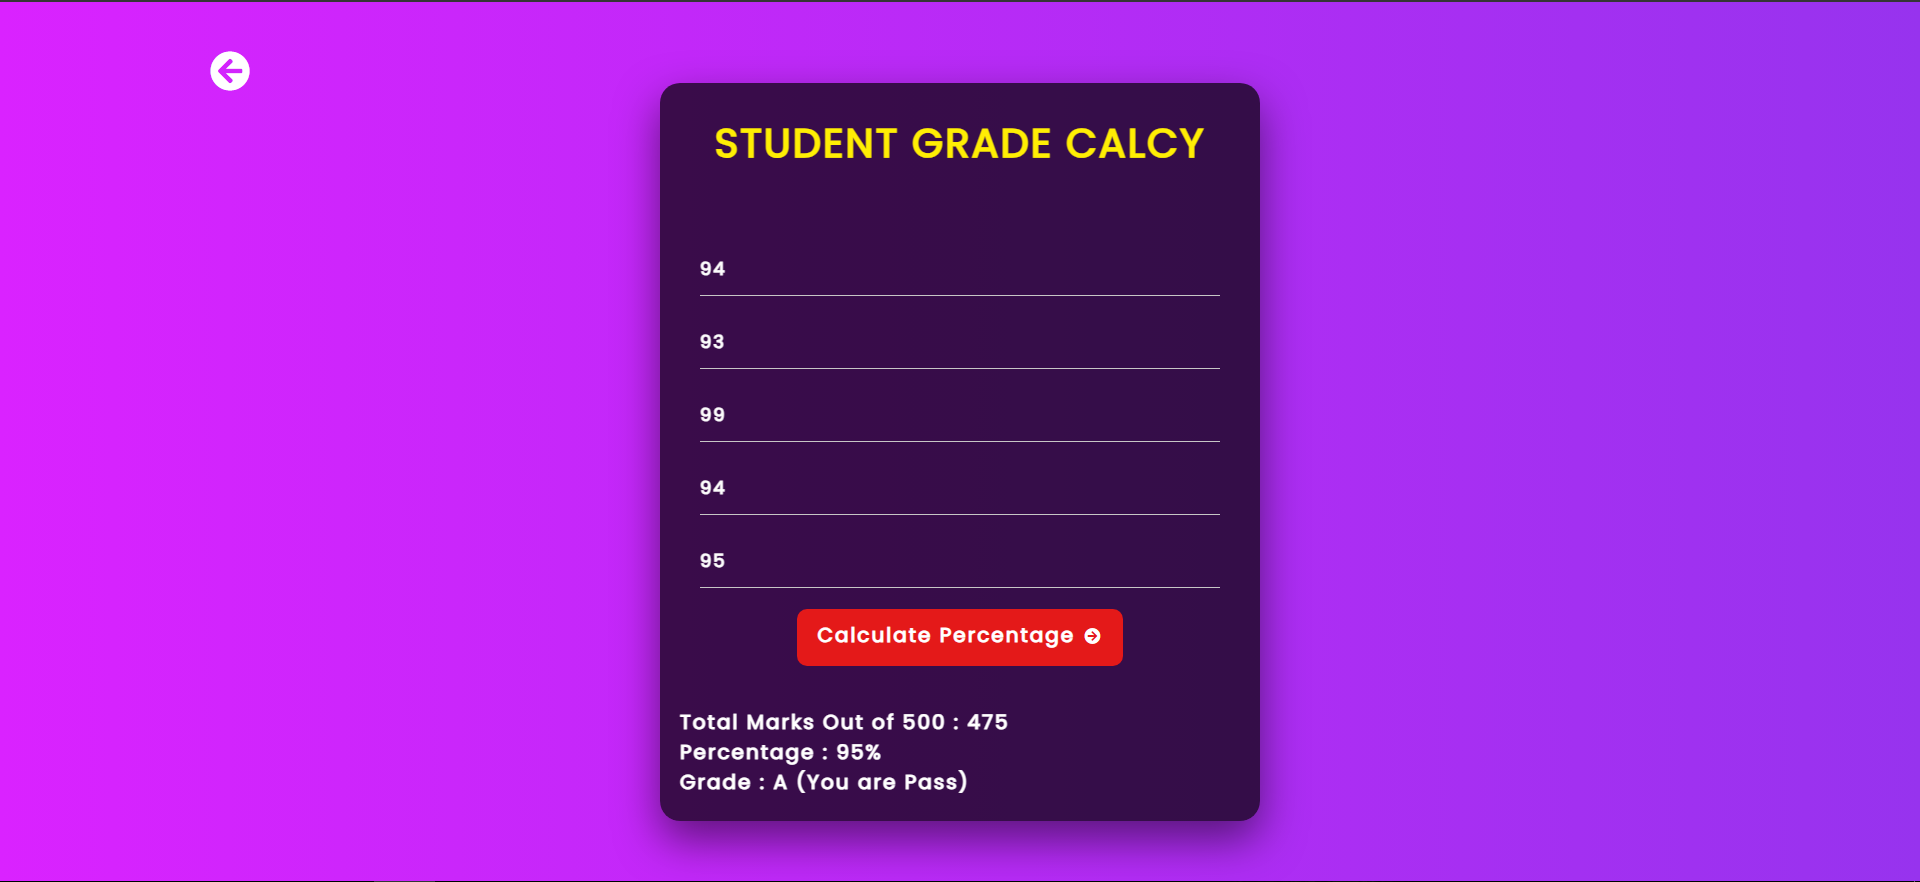 STUDENT GRADE CALCY
94
93
99
94
95
Calculate Percentage
Total Marks Out of 500 : 475
Percentage : 95%
Grade : A (You are Pass)